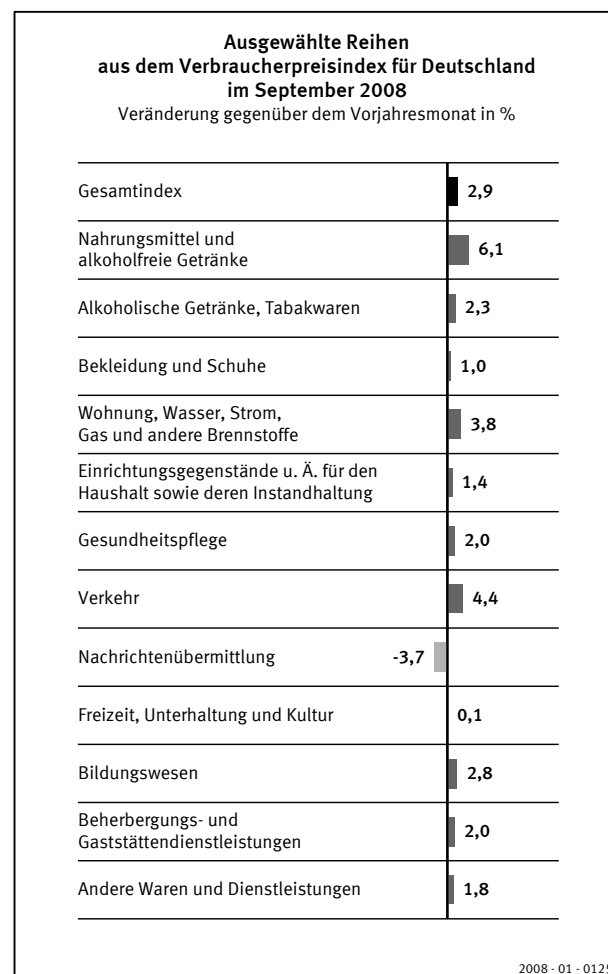 Ausgewählte Reihen
aus dem Verbraucherpreisindex für Deutschland
im September 2008
Veränderung gegenüber dem Vorjahresmonat in %
Gesamtindex 2,9
Nahrungsmittel und
alkoholfreie Getränke 6,1
Alkoholische Getränke, Tabakwaren 2,3
Bekleidung und Schuhe 1,0
Wohnung, Wasser, Strom,
Gas und andere Brennstoffe 3,8
Einrichtungsgegenstände u. Ä. für den
Haushalt sowie deren Instandhaltung 1,4
Gesundheitspflege 2,0
Verkehr 4,4
Nachrichtenübermittlung -3,7
Freizeit, Unterhaltung und Kultur 0,1
Bildungswesen 2,8
Beherbergungs- und
Gaststättendienstleistungen 2,0
Andere Waren und Dienstleistungen 1,8
2008 - 01 - 0125